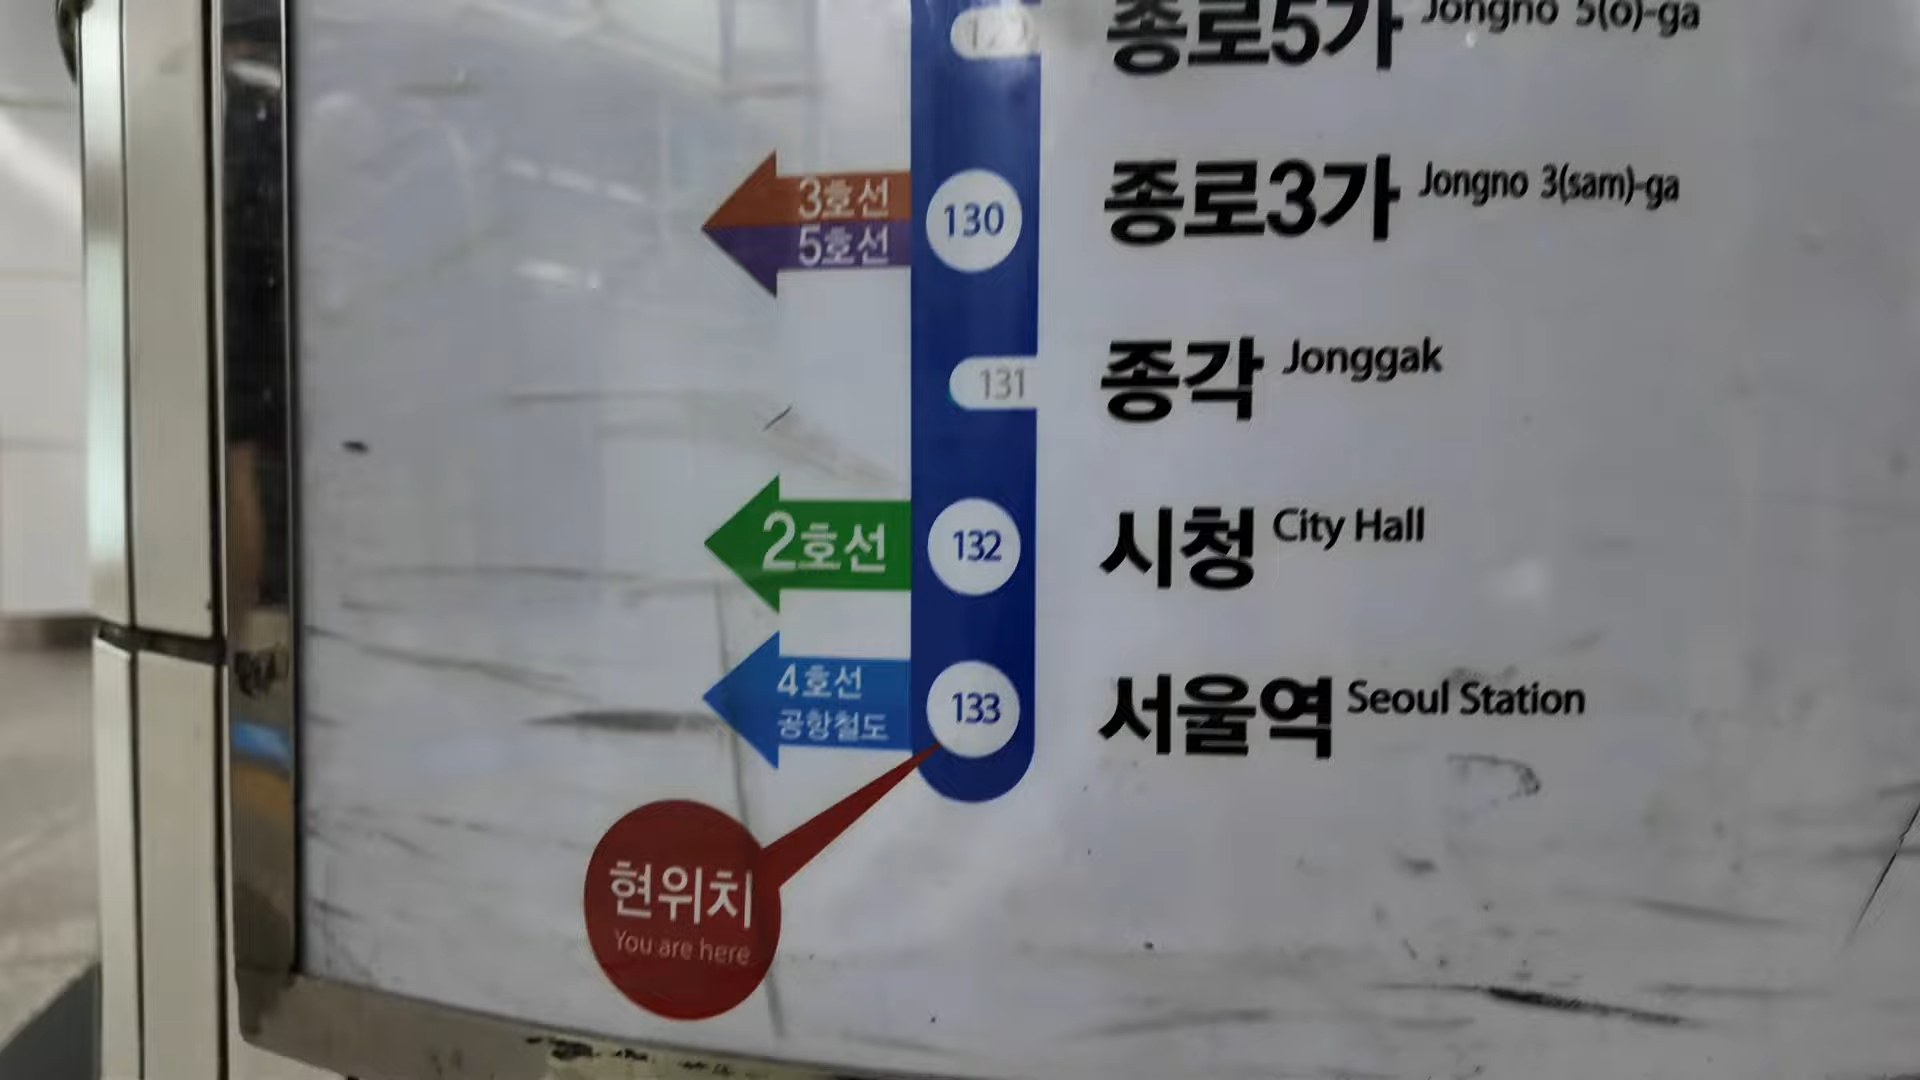 종로5가 Jongno 5(o)-ga
3호선
5호선
130
종로3가 Jongno 3(sam)-ga
131
종각 Jonggak
2호선
132
시청 City Hall
4호선
공항철도
133
서울역 Seoul Station
현위치
You are here